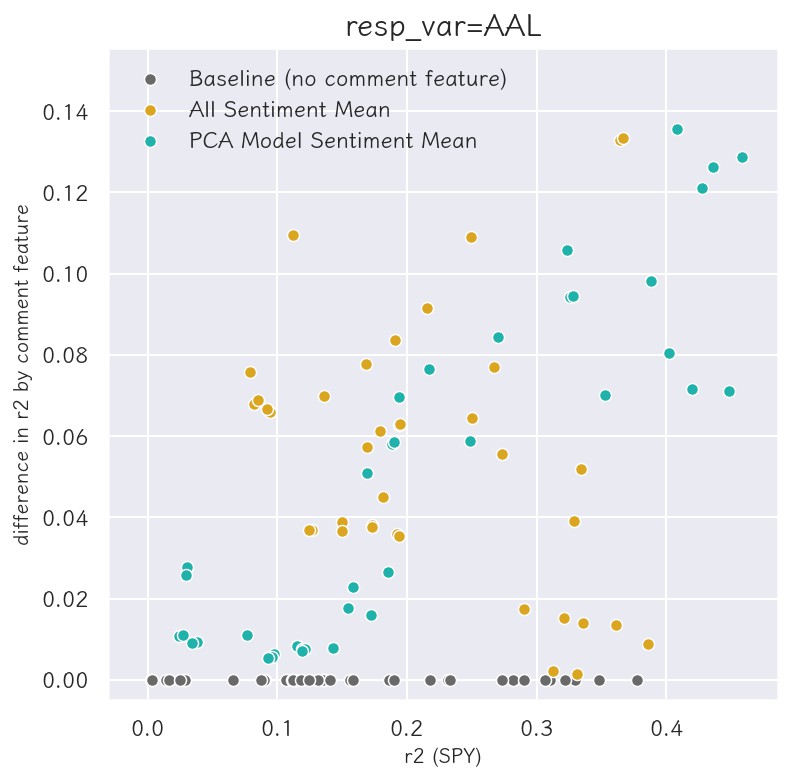 resp_var=AAL
Baseline (no comment feature)
All Sentiment Mean
PCA Model Sentiment Mean
difference in r2 by comment feature
0.14
0.12
0.10
0.08
0.06
0.04
0.02
0.00
0.0 0.1 0.2 0.3 0.4
r2 (SPY)